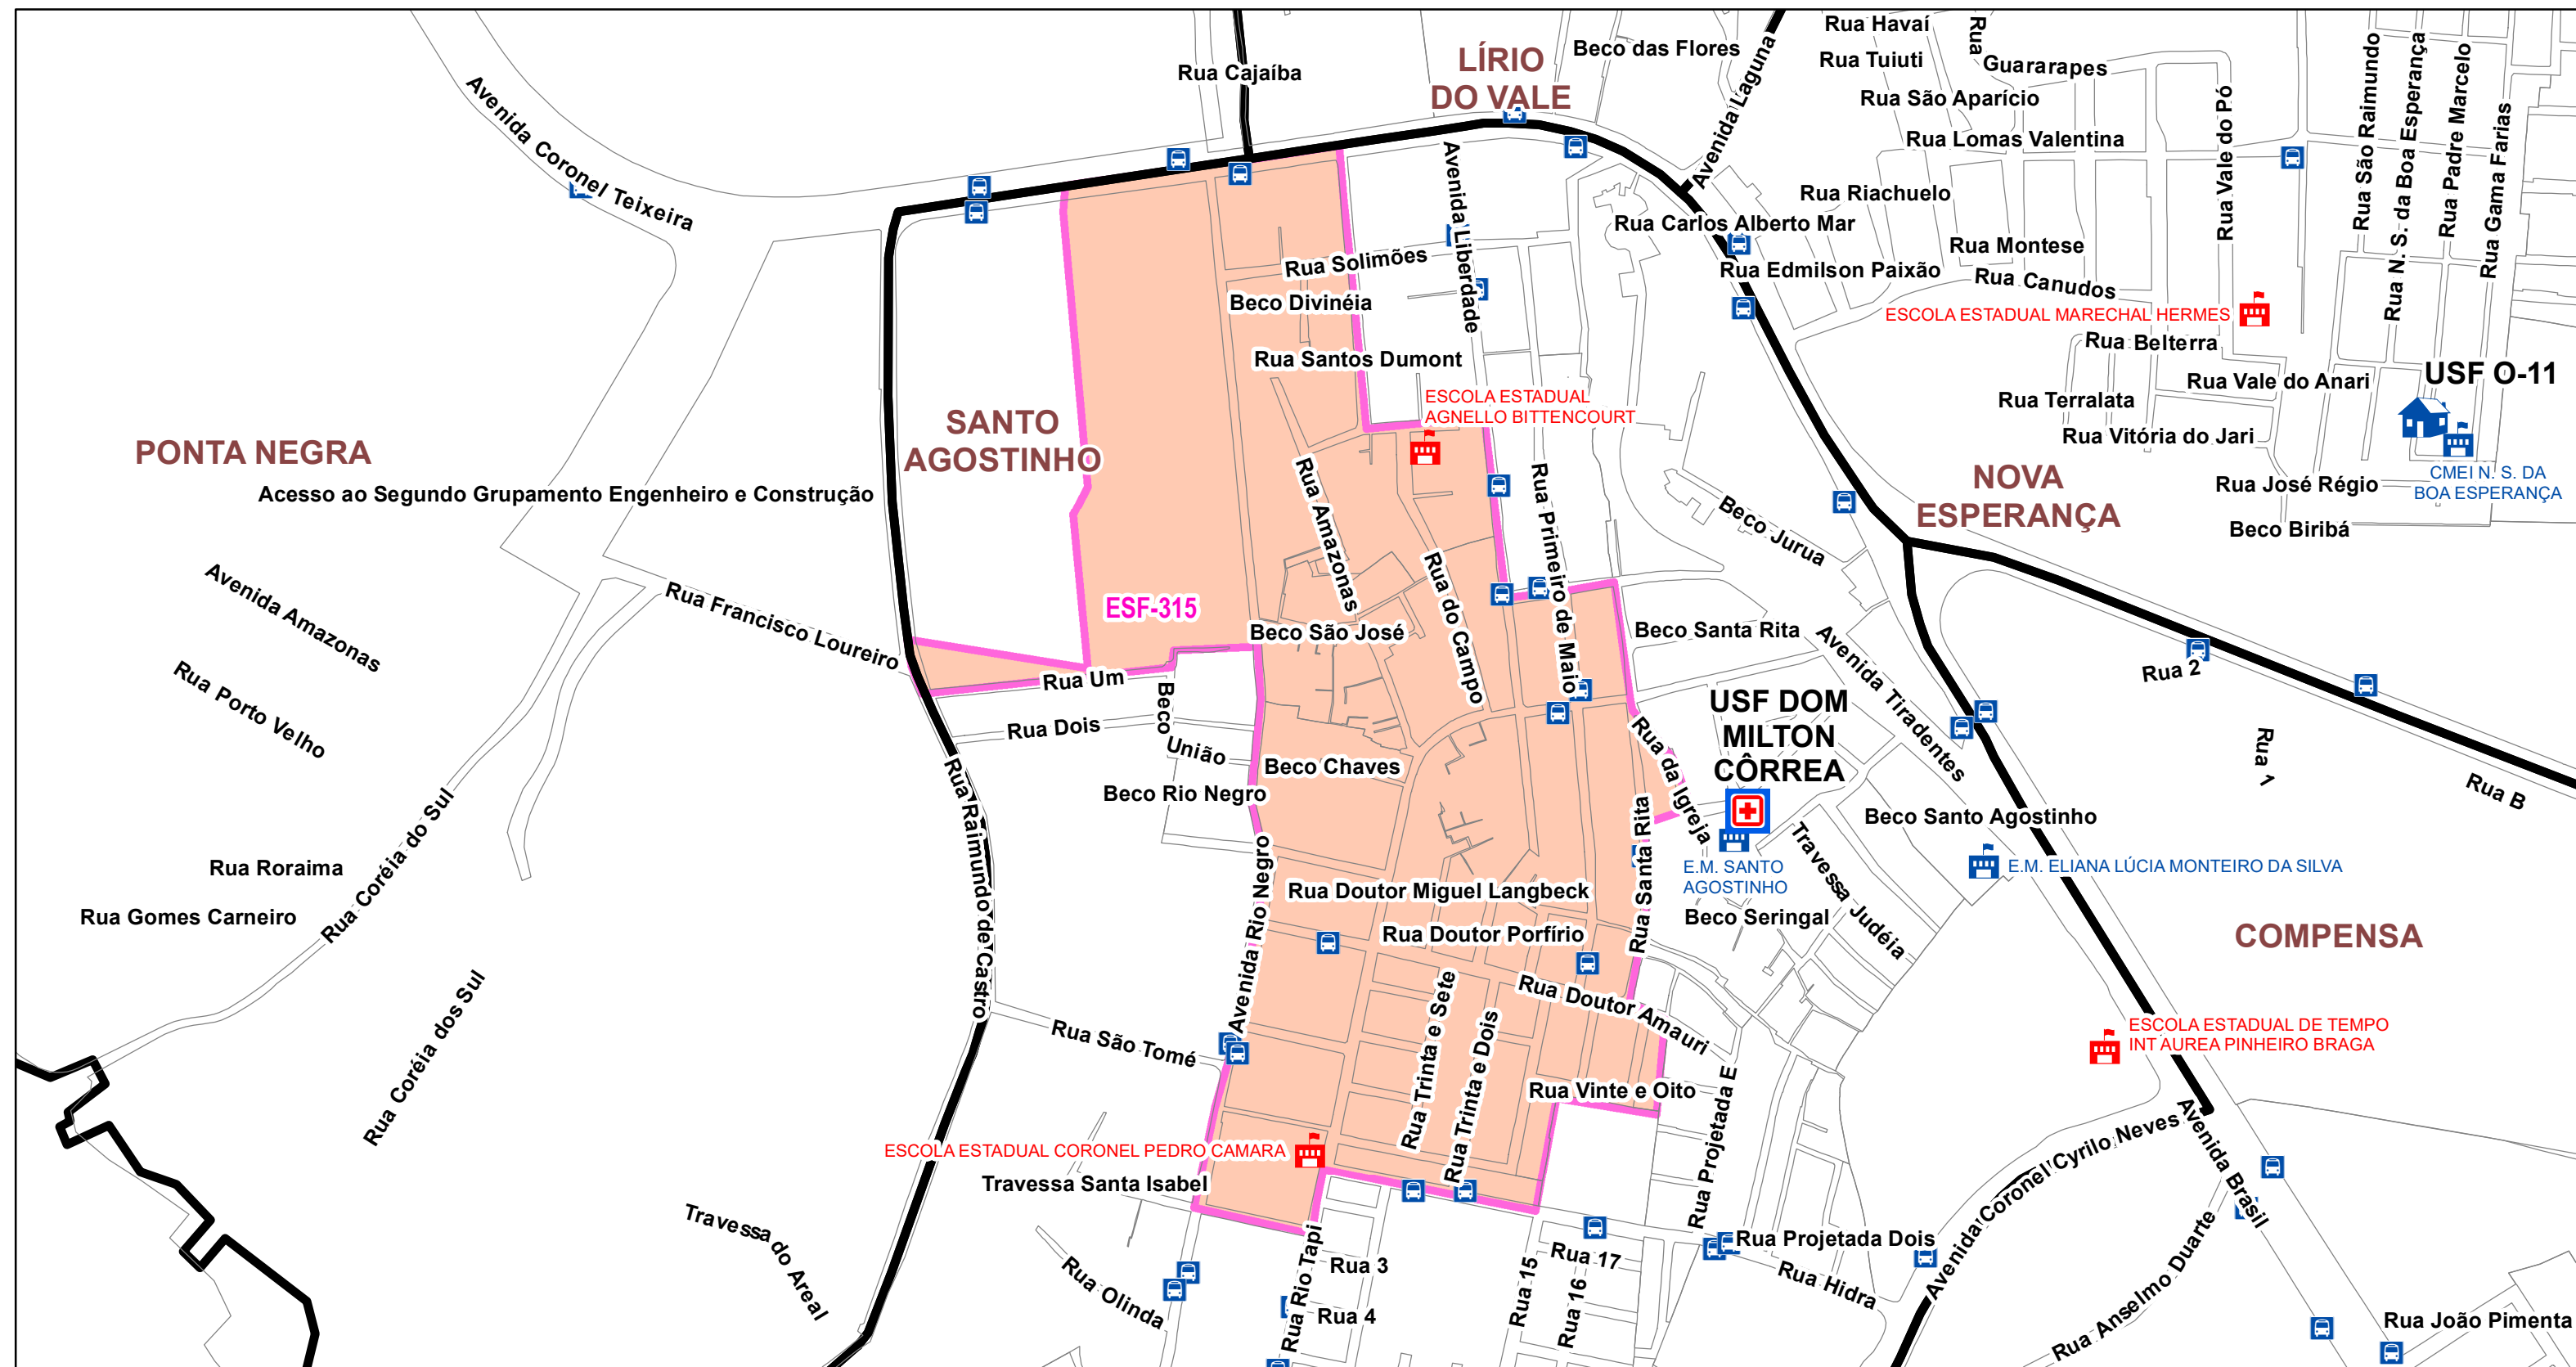 Rua Cajaíba
LÍRIO
DO VALE
Beco das Flores
Avenida Laguna
Rua Havaí
Rua Tuiuti
Rua
Guararapes
Rua São Aparício
Rua Lomas Valentina
Rua Vale do Pó
Rua São Raimundo
Rua N. S. da Boa Esperança
Rua Padre Marcelo
Rua Gama Farias
Avenida Coronel Teixeira
Avenida Liberdade
Rua Riachuelo
Rua Carlos Alberto Mar
Rua Montese
Rua Edmilson Paixão
Rua Canudos
Rua Solimões
Beco Divinéia
Rua Santos Dumont
ESCOLA ESTADUAL MARECHAL HERMES
Rua Belterra
Rua Vale do Anari
USF O-11
Rua Terralata
Rua Vitória do Jari
CMEI N. S. DA
BOA ESPERANÇA
Rua José Régio
Beco Biribá
ESCOLA ESTADUAL
AGNELLO BITTENCOURT
PONTA NEGRA
SANTO
AGOSTINHO
Acesso ao Segundo Grupamento Engenheiro e Construção
NOVA
ESPERANÇA
Rua Amazonas
Rua Primeiro de Maio
Beco Jurua
Rua do Campo
Avenida Amazonas
Rua Francisco Loureiro
ESF-315
Beco São José
Beco Santa Rita
Avenida Tiradentes
Rua 2
Rua Porto Velho
Rua Um
Beco
União
Rua Dois
USF DOM
MILTON
CÔRREA
Rua da Igreja
Rua 1
Rua B
Beco Chaves
Beco Rio Negro
Rua Raimundo de Castro
Rua Coréia do Sul
Rua Santa Rita
Beco Santo Agostinho
Travessa Judéia
E.M. SANTO
AGOSTINHO
E.M. ELIANA LÚCIA MONTEIRO DA SILVA
Rua Roraima
Rua Gomes Carneiro
Avenida Rio Negro
Rua Doutor Miguel Langbeck
Beco Seringal
Rua Doutor Porfírio
COMPENSA
Rua Coréia dos Sul
Rua São Tomé
Rua Trinta e Sete
Rua Trinta e Dois
Rua Doutor Amauri
ESCOLA ESTADUAL DE TEMPO
INT AUREA PINHEIRO BRAGA
Rua Vinte e Oito
Rua Projetada E
ESCOLA ESTADUAL CORONEL PEDRO CAMARA
Travessa Santa Isabel
Avenida Coronel Cyrilo Neves
Avenida Brasil
Travessa do Areal
Rua Olinda
Rua Rio Tapi
Rua 3
Rua 4
Rua 15
Rua 16
Rua 17
Rua Projetada Dois
Rua Hidra
Rua Anselmo Duarte
Rua João Pimenta